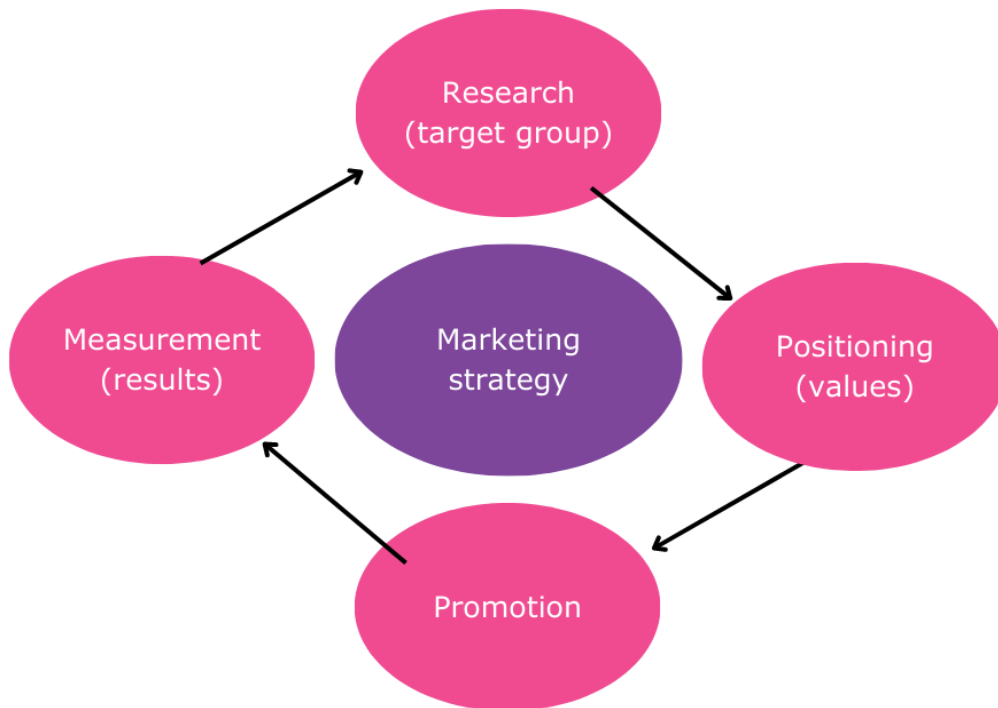 Research
(target group)
Measurement
(results)
Marketing
strategy
Positioning
(values)
Promotion